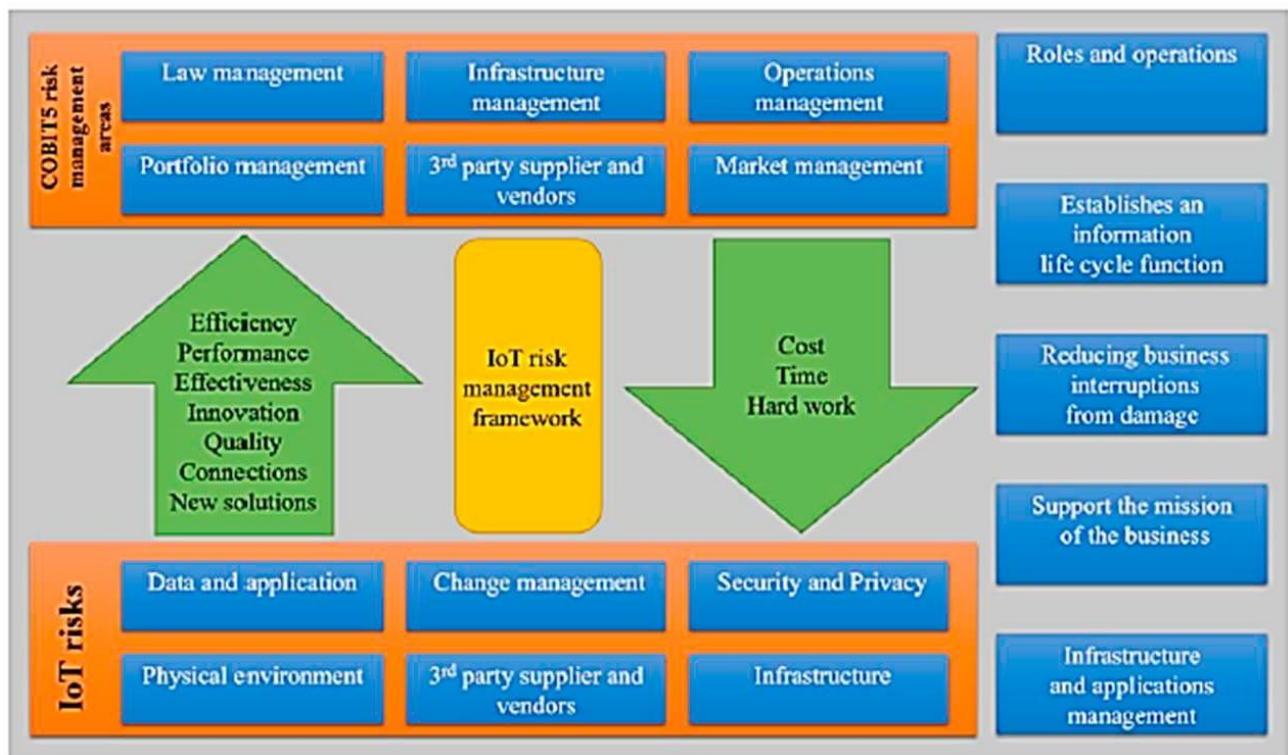 COBIT5 risk
management
areas
Law management
Infrastructure
management
Operations
management
Portfolio management
3rd party supplier and
vendors
Market management
Efficiency
Performance
Effectiveness
Innovation
Quality
Connections
New solutions
IoT risk
management
framework
Cost
Time
Hard work
IoT risks
Data and application
Change management
Security and Privacy
Physical environment
3rd party supplier and
vendors
Infrastructure
Roles and operations
Establishes an
information
life cycle function
Reducing business
interruptions
from damage
Support the mission
of the business
Infrastructure
and applications
management